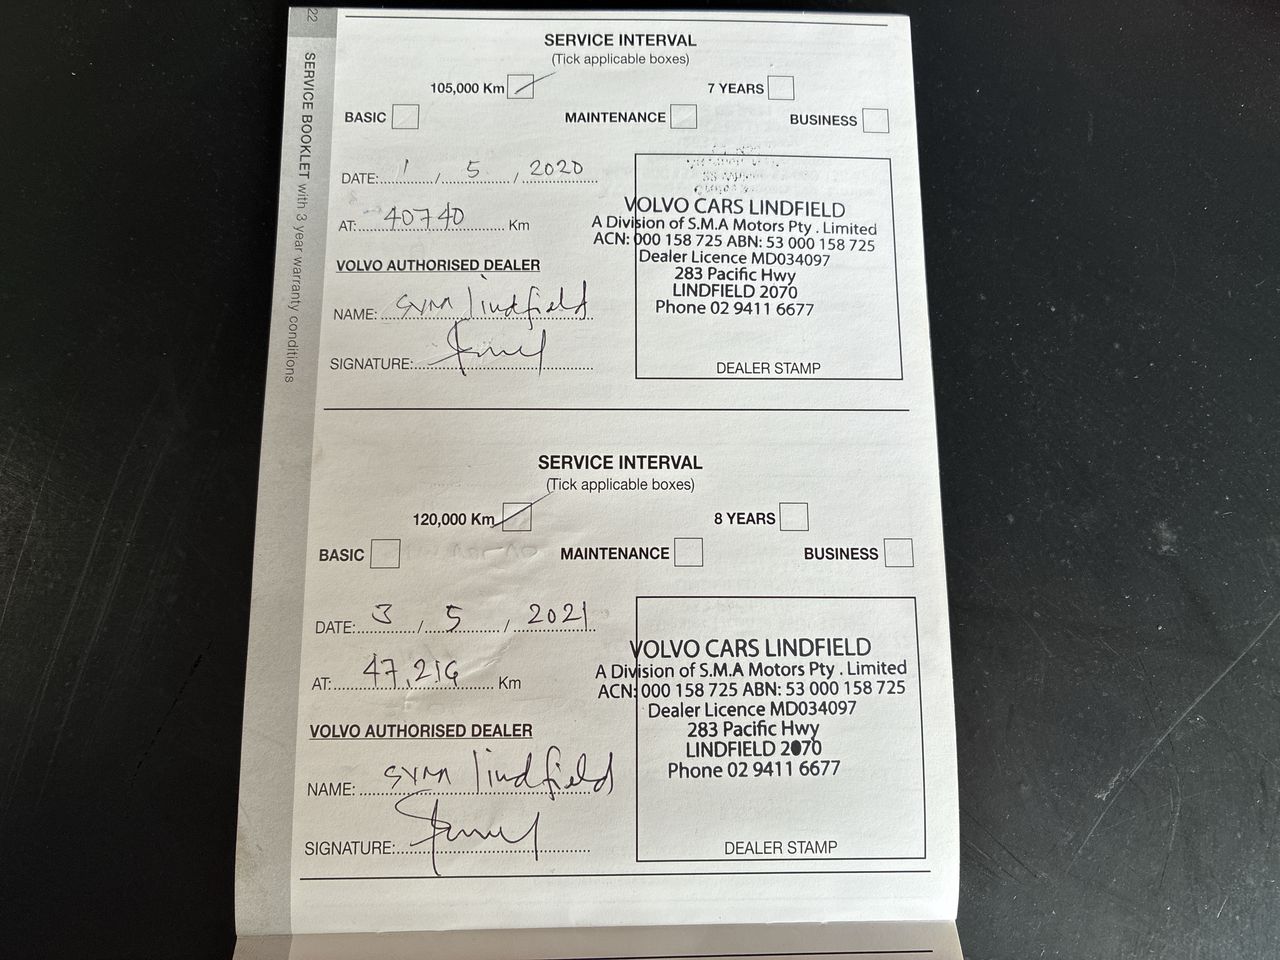 22
SERVICE BOOKLET with 3 year warranty conditions
SERVICE INTERVAL
(Tick applicable boxes)
105,000 Km
7 YEARS
BASIC
MAINTENANCE
BUSINESS
DATE: 1 / 5 / 2020
AT: 40740 Km
VOLVO AUTHORISED DEALER
NAME: SVM lindfield
SIGNATURE:
VOLVO CARS LINDFIELD
A Division of S.M.A Motors Pty . Limited
ACN: 000 158 725 ABN: 53 000 158 725
Dealer Licence MD034097
283 Pacific Hwy
LINDFIELD 2070
Phone 02 9411 6677
DEALER STAMP
SERVICE INTERVAL
(Tick applicable boxes)
120,000 Km
8 YEARS
BASIC
MAINTENANCE
BUSINESS
DATE: 3 / 5 / 2021
AT: 47,216 Km
VOLVO AUTHORISED DEALER
NAME: SVM lindfield
SIGNATURE:
VOLVO CARS LINDFIELD
A Division of S.M.A Motors Pty . Limited
ACN: 000 158 725 ABN: 53 000 158 725
Dealer Licence MD034097
283 Pacific Hwy
LINDFIELD 2070
Phone 02 9411 6677
DEALER STAMP